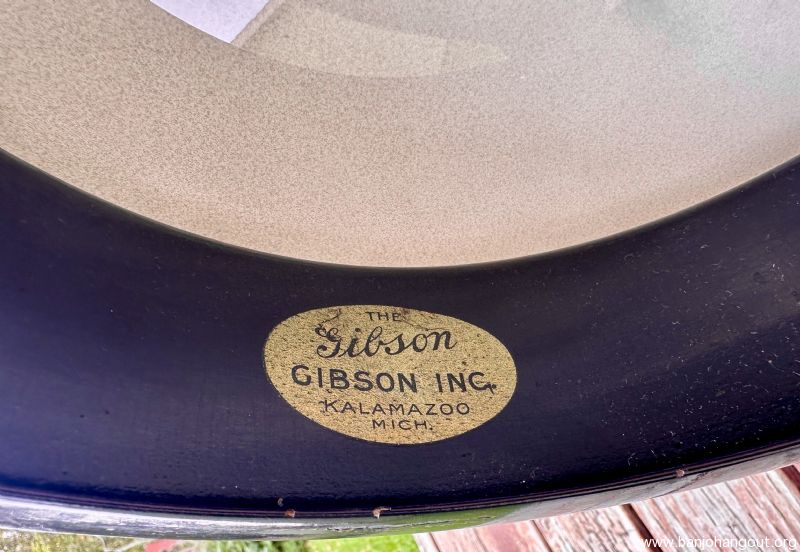 THE
Gibson
GIBSON INC.
KALAMAZOO
MICH.
www.banjohangout.org